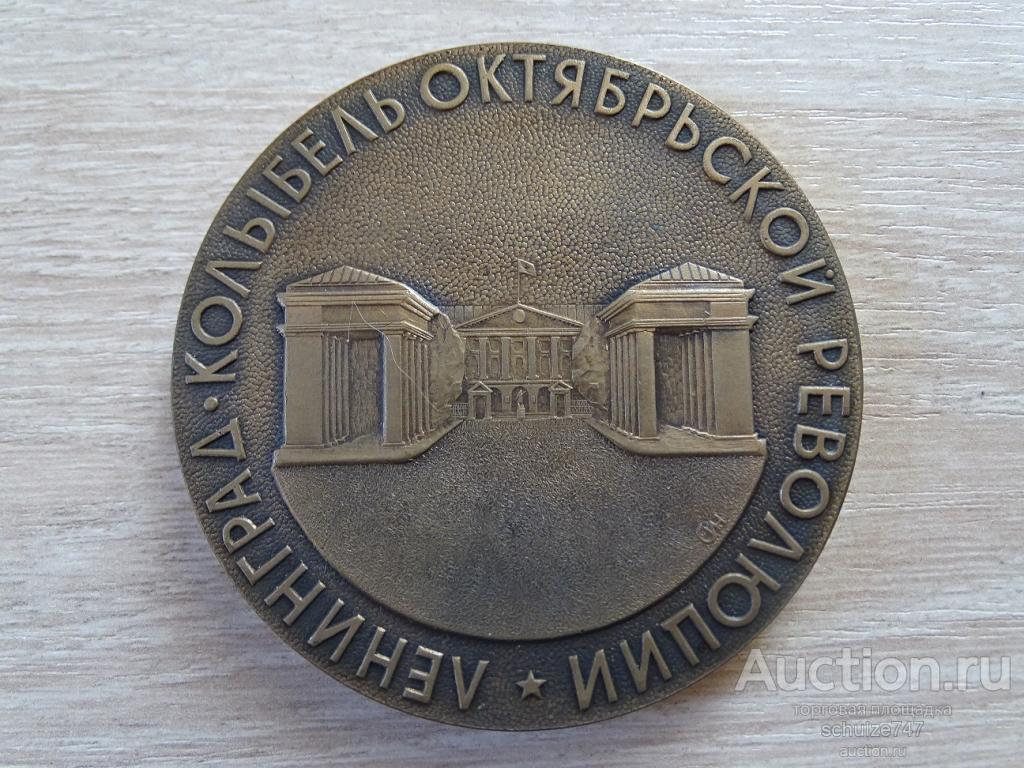 ЛЕНИНГРАД · КОЛЫБЕЛЬ ОКТЯБРЬСКОЙ РЕВОЛЮЦИИ
Auction.ru
торговая площадка
schulze747
auction.ru